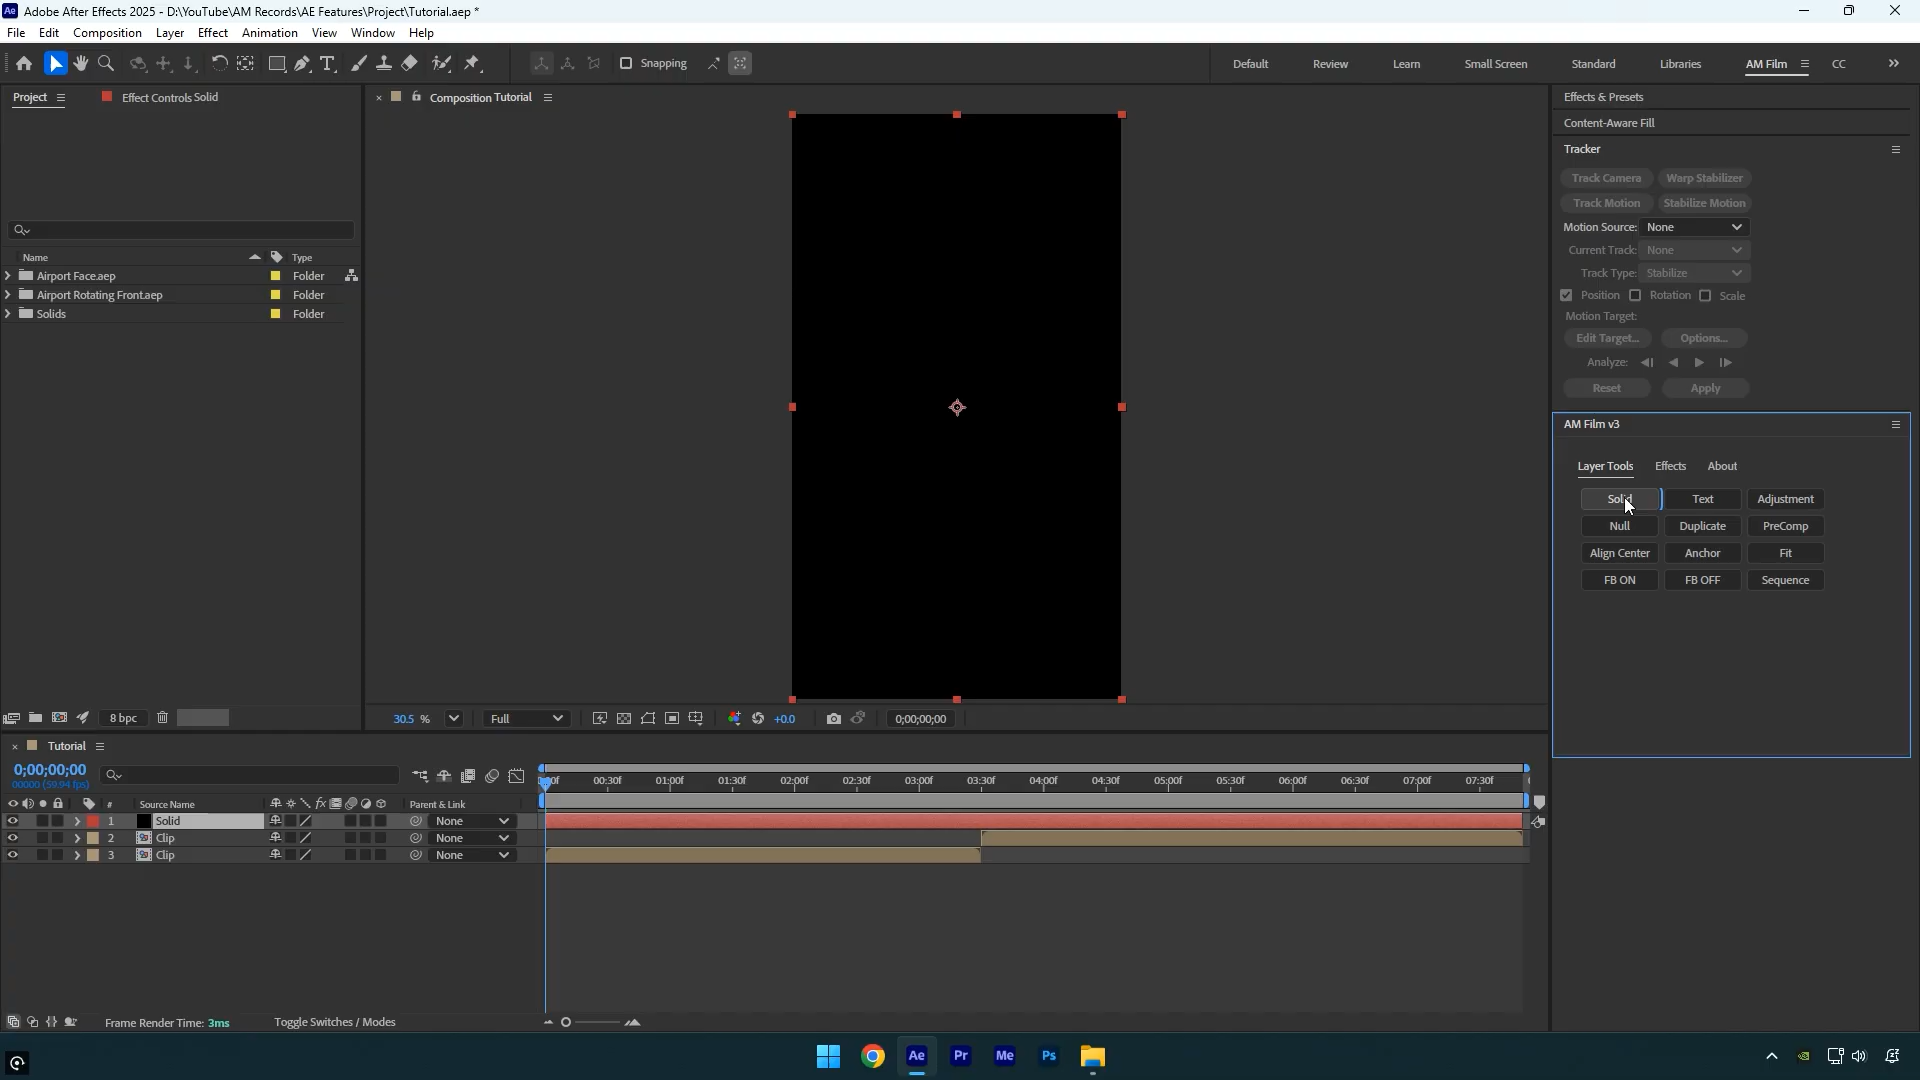 Ae Adobe After Effects 2025 - D:\YouTube\AM Records\AE Features\Project\Tutorial.aep *
File Edit Composition Layer Effect Animation View Window Help
T Snapping Default Review Learn Small Screen Standard Libraries AM Film CC
Project Effect Controls Solid
Composition Tutorial
Effects & Presets
Content-Aware Fill
Tracker
Track Camera Warp Stabilizer
Track Motion Stabilize Motion
Motion Source: None
Current Track: None
Track Type: Stabilize
Position Rotation Scale
Motion Target:
Edit Target... Options...
Analyze:
Reset Apply
Name Type
Airport Face.aep Folder
Airport Rotating Front.aep Folder
Solids Folder
AM Film v3
Layer Tools Effects About
Solid Text Adjustment
Null Duplicate PreComp
Align Center Anchor Fit
FB ON FB OFF Sequence
8 bpc
30.5 % Full +0.0 0;00;00;00
Tutorial
0;00;00;00
00000 (59.94 fps)
00:30f 01:00f 01:30f 02:00f 02:30f 03:00f 03:30f 04:00f 04:30f 05:00f 05:30f 06:00f 06:30f 07:00f 07:30f
# Source Name fx Parent & Link
1 Solid None
2 Clip None
3 Clip None
Frame Render Time: 3ms Toggle Switches / Modes
Ae Pr Me Ps